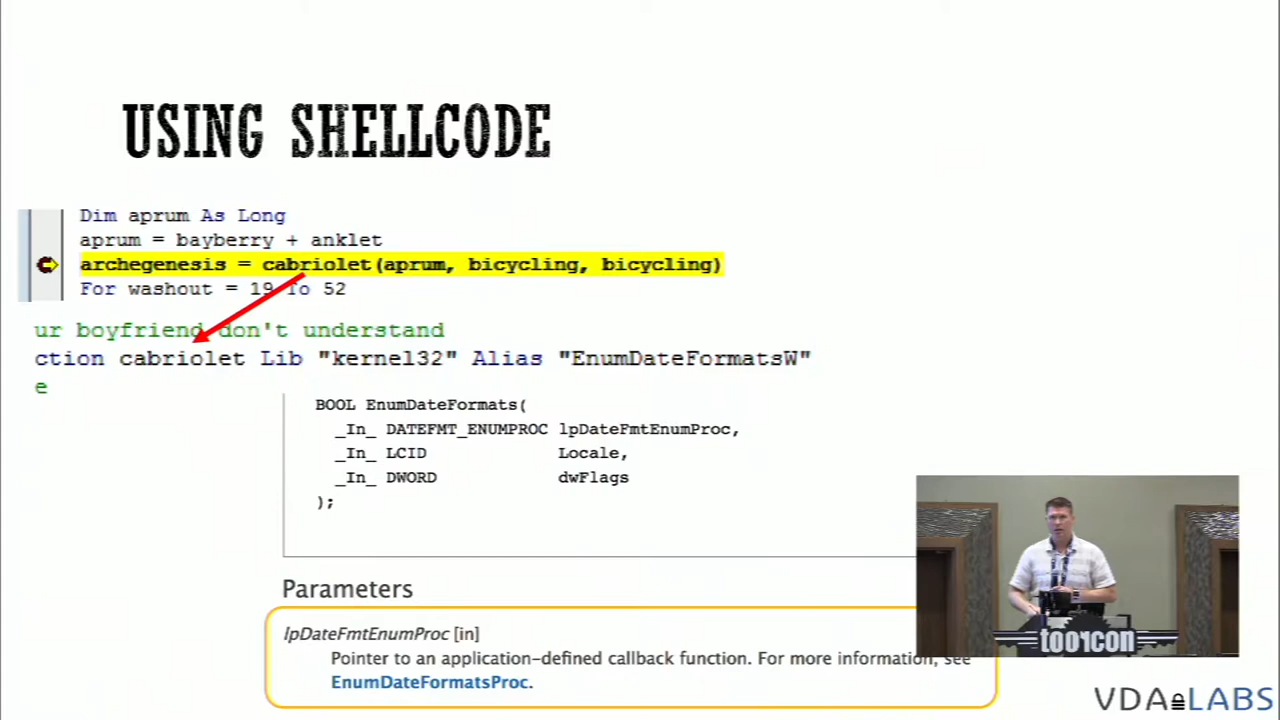 USING SHELLCODE
Dim aprum As Long
aprum = bayberry + anklet
archegenesis = cabriolet(aprum, bicycling, bicycling)
For washout = 19 To 52
ur boyfriend don't understand
ction cabriolet Lib "kernel32" Alias "EnumDateFormatsW"
e
BOOL EnumDateFormats(
_In_ DATEFMT_ENUMPROC lpDateFmtEnumProc,
_In_ LCID Locale,
_In_ DWORD dwFlags
);
Parameters
lpDateFmtEnumProc [in]
Pointer to an application-defined callback function. For more information, see
EnumDateFormatsProc.
toorcon
VDA LABS